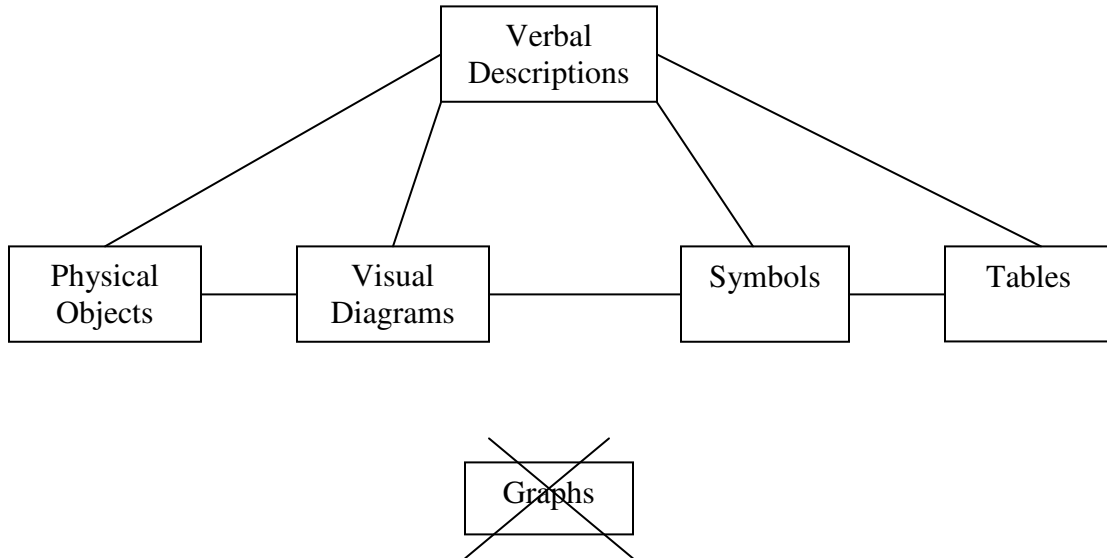 Verbal
Descriptions
Physical
Objects
Visual
Diagrams
Symbols
Tables
Graphs